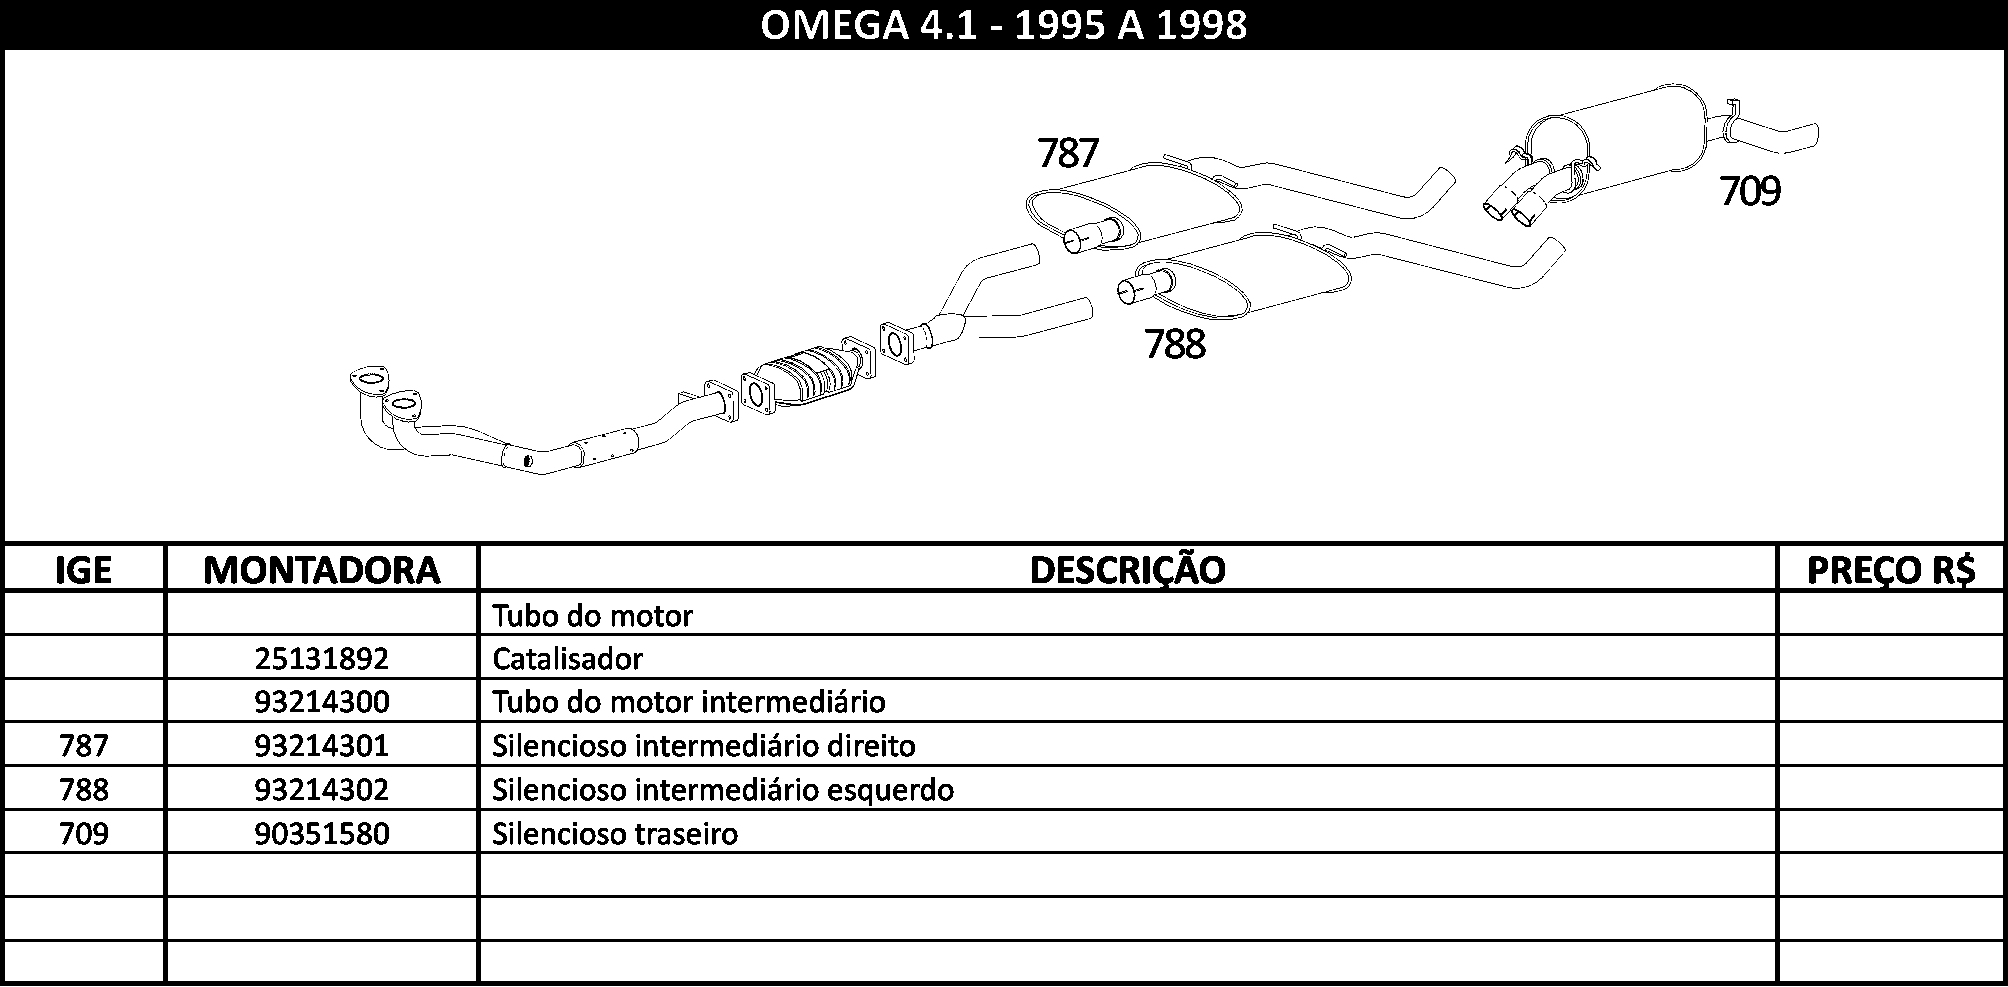 OMEGA 4.1 - 1995 A 1998
787
709
788
IGE MONTADORA DESCRIÇÃO PREÇO R$
Tubo do motor
25131892 Catalisador
93214300 Tubo do motor intermediário
787 93214301 Silencioso intermediário direito
788 93214302 Silencioso intermediário esquerdo
709 90351580 Silencioso traseiro